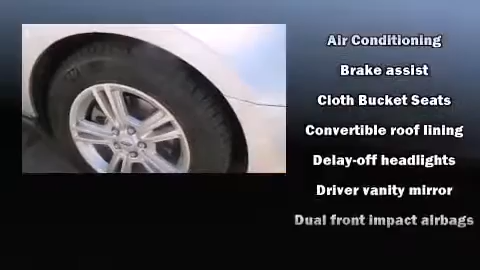 Air Conditioning
Brake assist
Cloth Bucket Seats
Convertible roof lining
Delay-off headlights
Driver vanity mirror
Dual front impact airbags